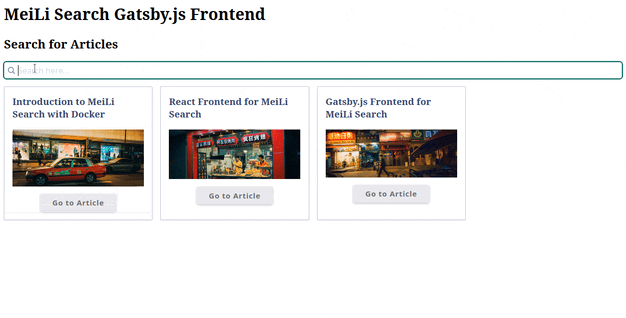 MeiLi Search Gatsby.js Frontend
Search for Articles
Search here...
Introduction to MeiLi
Search with Docker
Go to Article
React Frontend for MeiLi
Search
Go to Article
Gatsby.js Frontend for
MeiLi Search
Go to Article